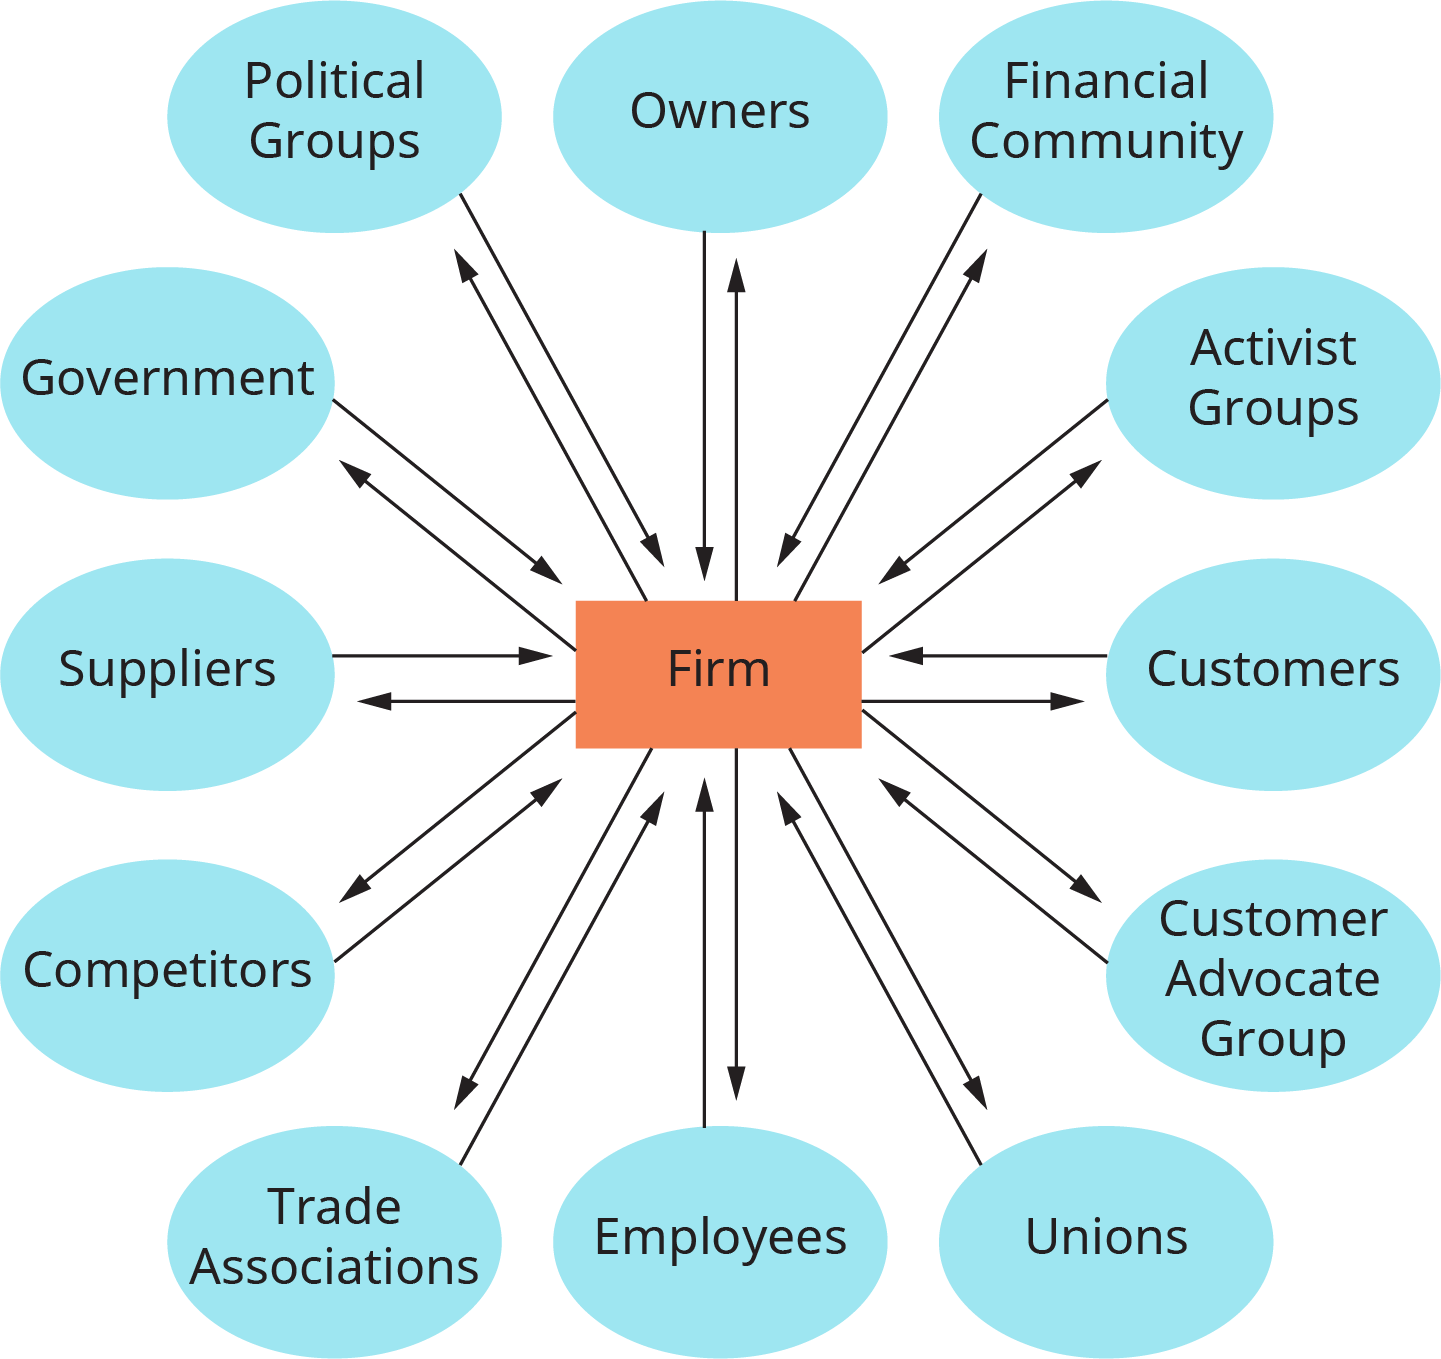 Political
Groups
Owners
Financial
Community
Government
Activist
Groups
Suppliers
Firm
Customers
Competitors
Customer
Advocate
Group
Trade
Associations
Employees
Unions